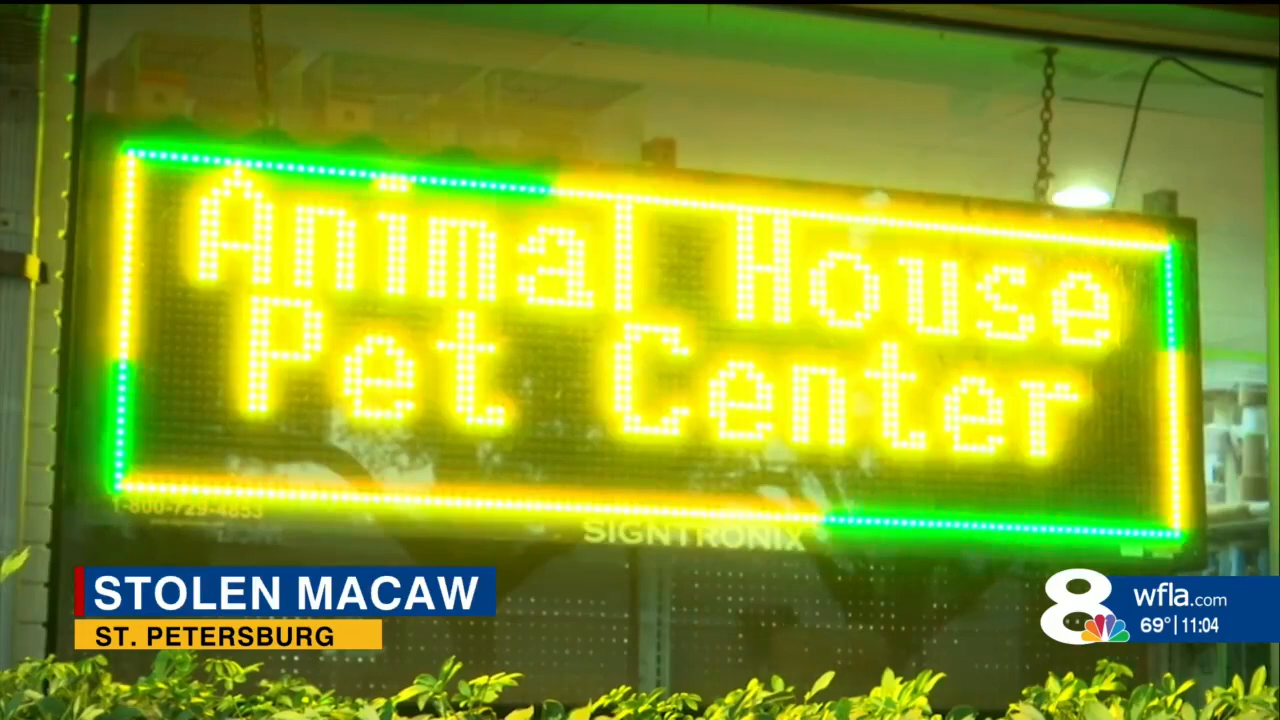 Animal House
Pet Center
1-800-729-4853
SIGNTRONIX
STOLEN MACAW
ST. PETERSBURG
8
wfla.com
69° | 11:04